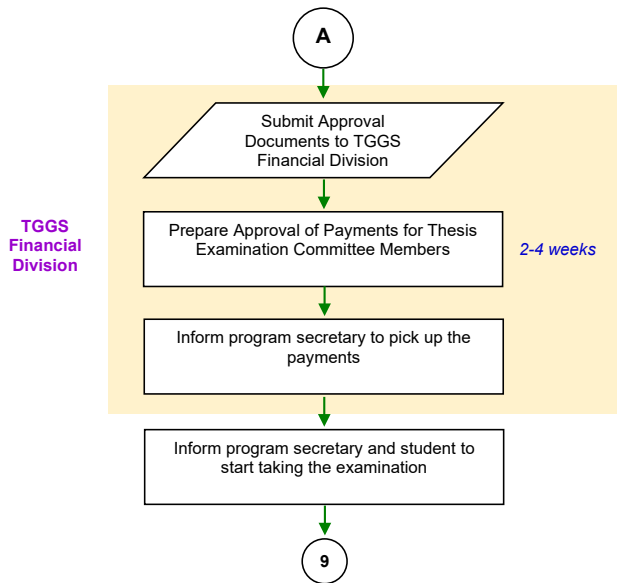 A
Submit Approval
Documents to TGGS
Financial Division
TGGS
Financial
Division
Prepare Approval of Payments for Thesis
Examination Committee Members
2-4 weeks
Inform program secretary to pick up the
payments
Inform program secretary and student to
start taking the examination
9